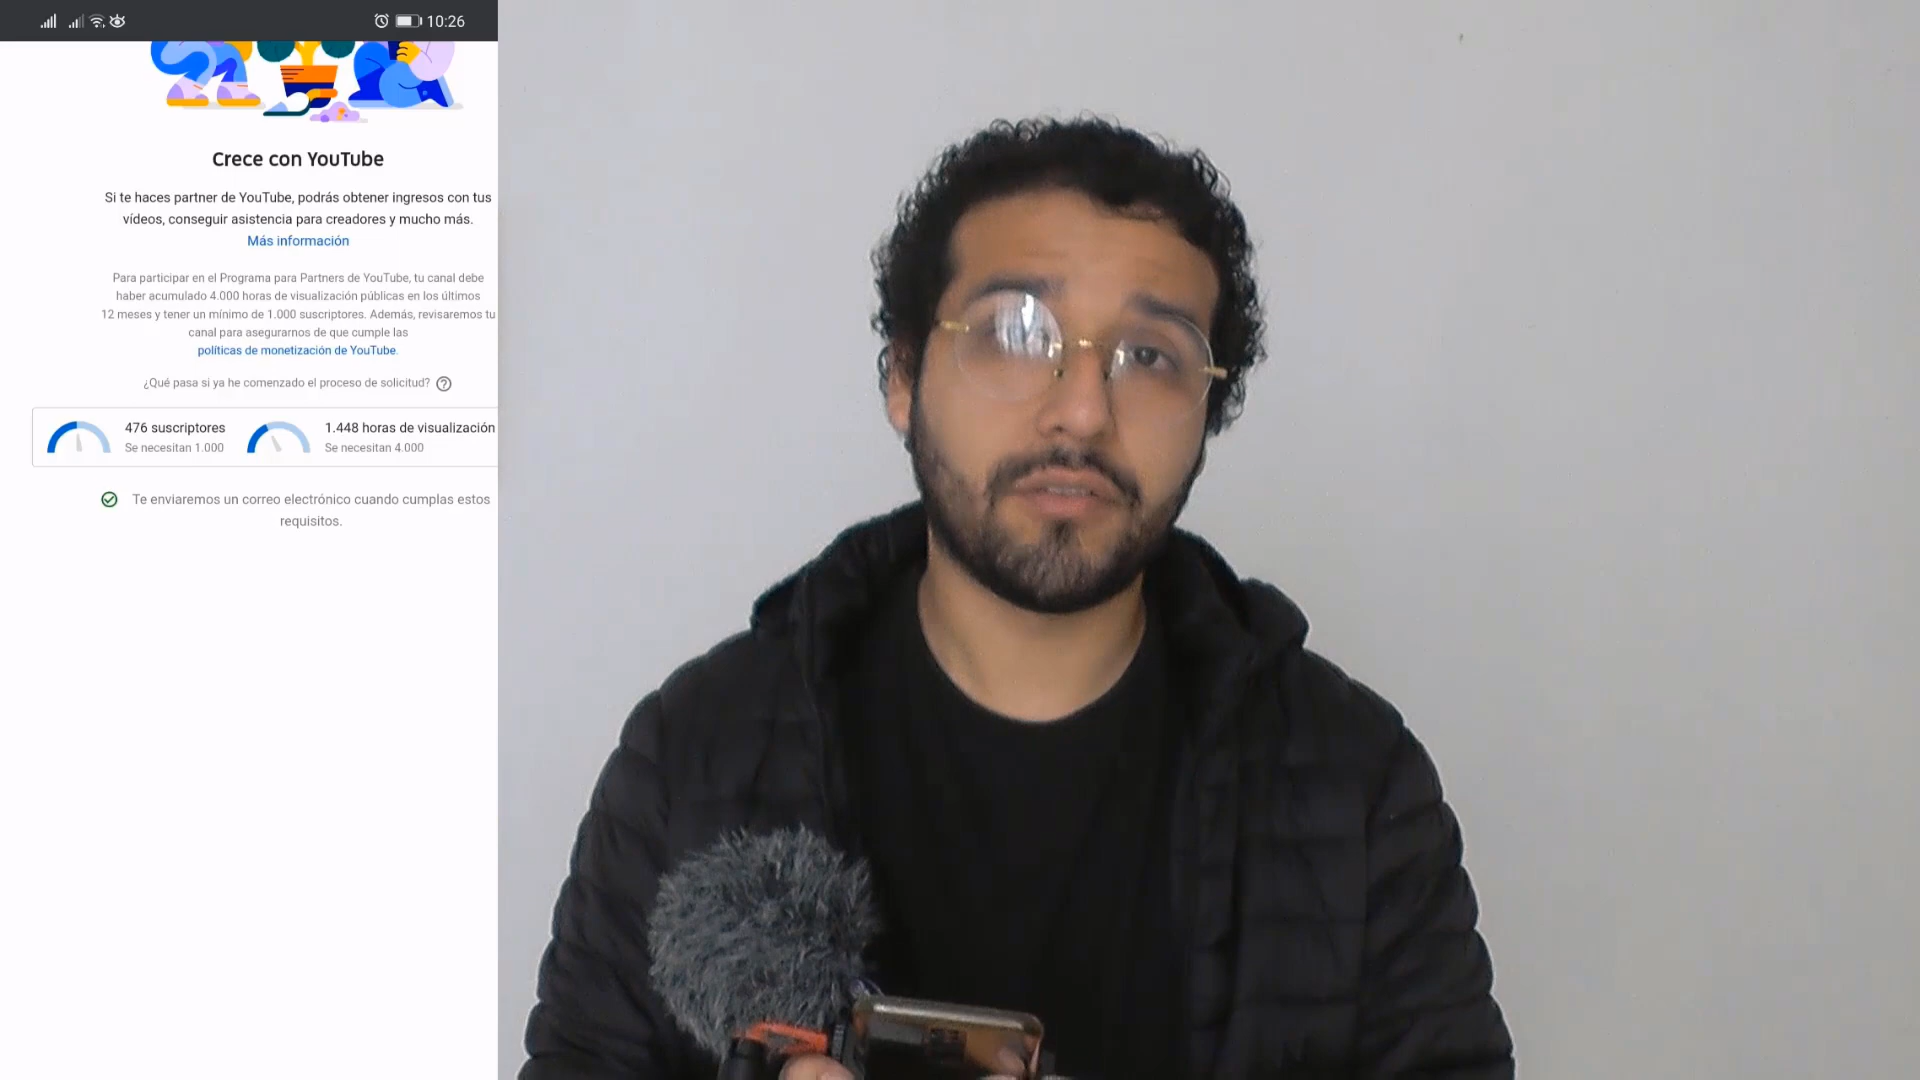 10:26
Crece con YouTube
Si te haces partner de YouTube, podrás obtener ingresos con tus
vídeos, conseguir asistencia para creadores y mucho más.
Más información
Para participar en el Programa para Partners de YouTube, tu canal debe
haber acumulado 4.000 horas de visualización públicas en los últimos
12 meses y tener un mínimo de 1.000 suscriptores. Además, revisaremos tu
canal para asegurarnos de que cumple las
políticas de monetización de YouTube.
¿Qué pasa si ya he comenzado el proceso de solicitud? ?
476 suscriptores
Se necesitan 1.000
1.448 horas de visualización
Se necesitan 4.000
Te enviaremos un correo electrónico cuando cumplas estos
requisitos.